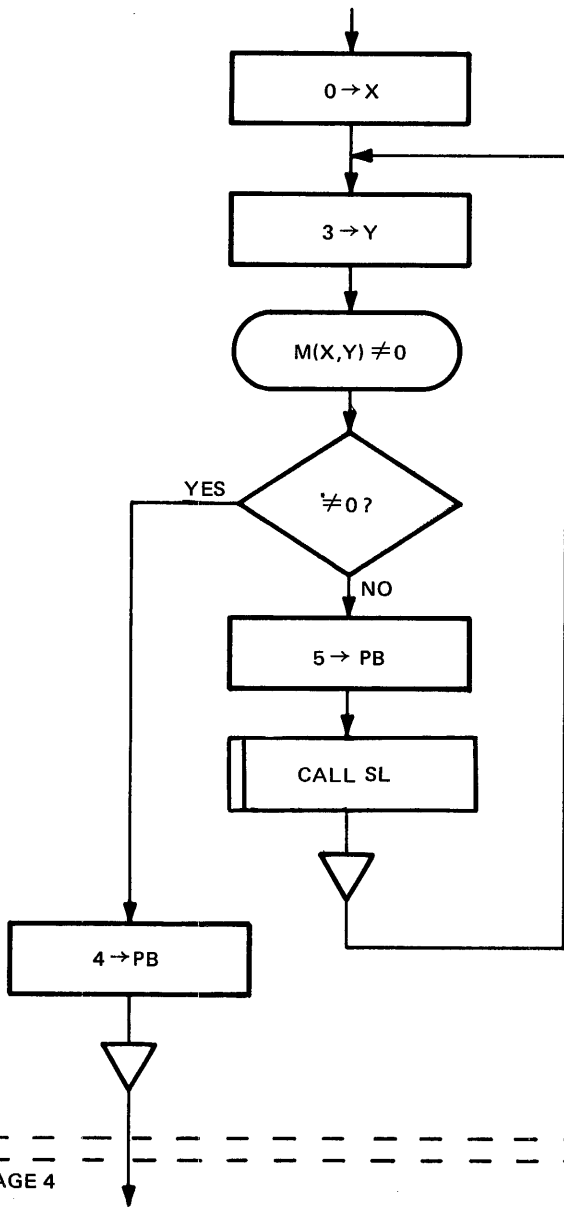 0→X
3→Y
M(X,Y) ≠0
YES
≠0?
NO
5→ PB
CALL SL
4→PB
AGE 4